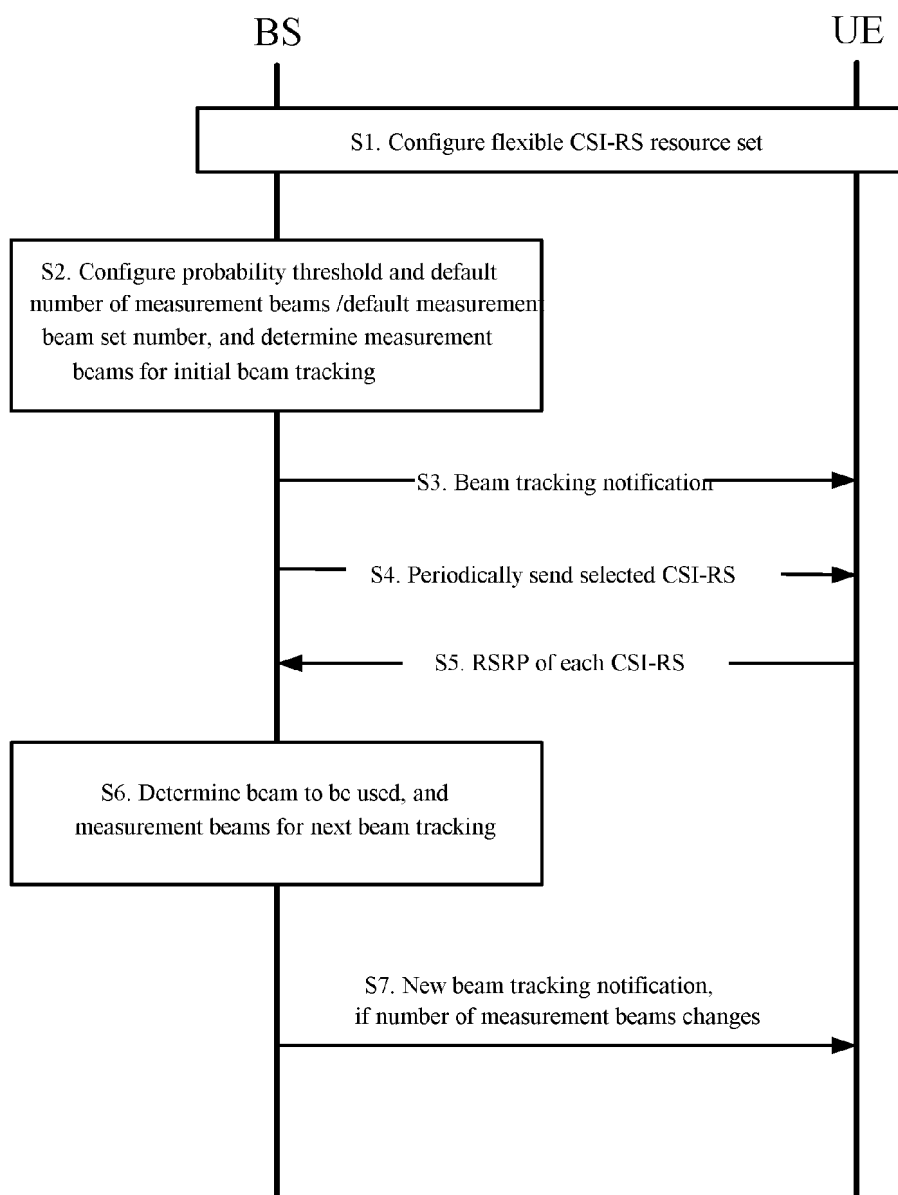 BS
UE
S1. Configure flexible CSI-RS resource set
S2. Configure probability threshold and default
number of measurement beams /default measurement
beam set number, and determine measurement
beams for initial beam tracking
S3. Beam tracking notification
S4. Periodically send selected CSI-RS
S5. RSRP of each CSI-RS
S6. Determine beam to be used, and
measurement beams for next beam tracking
S7. New beam tracking notification,
if number of measurement beams changes